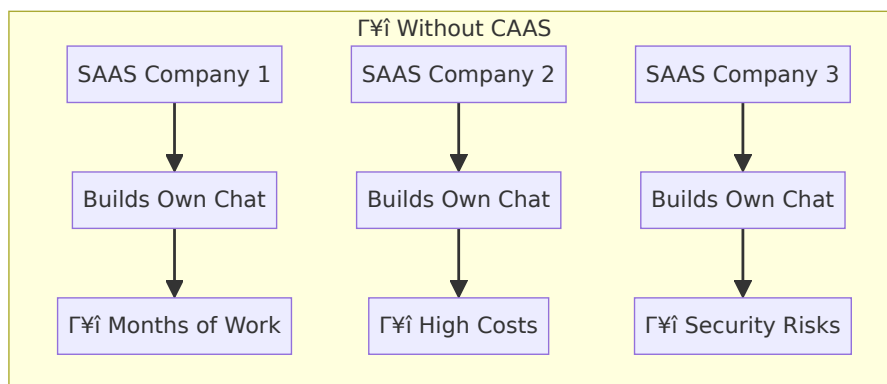 Γ¥î Without CAAS
SAAS Company 1
SAAS Company 2
SAAS Company 3
Builds Own Chat
Builds Own Chat
Builds Own Chat
Γ¥î Months of Work
Γ¥î High Costs
Γ¥î Security Risks